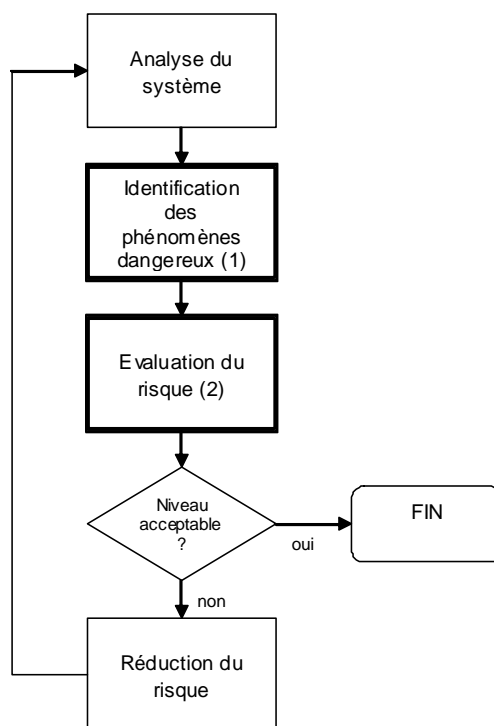 Analyse du
système
Identification
des
phénomènes
dangereux (1)
Evaluation du
risque (2)
Niveau
acceptable
?
oui
FIN
non
Réduction du
risque